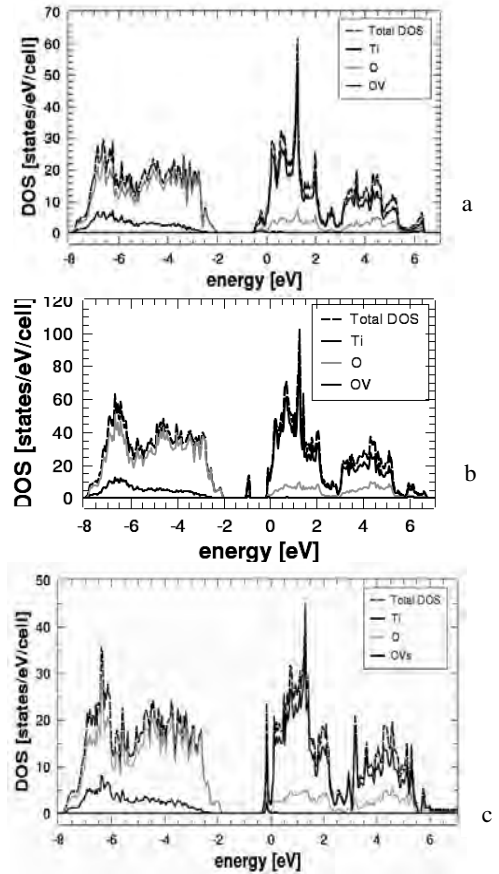 70
60
50
40
30
20
10
0
DOS [states/eV/cell]
Total DOS
Ti
O
OV
-8 -6 -4 -2 0 2 4 6
energy [eV]
a
120
100
80
60
40
20
0
DOS [states/eV/cell]
Total DOS
Ti
O
OV
-8 -6 -4 -2 0 2 4 6
energy [eV]
b
50
40
30
20
10
0
DOS [states/eV/cell]
Total DOS
Ti
O
OVs
-8 -6 -4 -2 0 2 4 6
energy [eV]
c